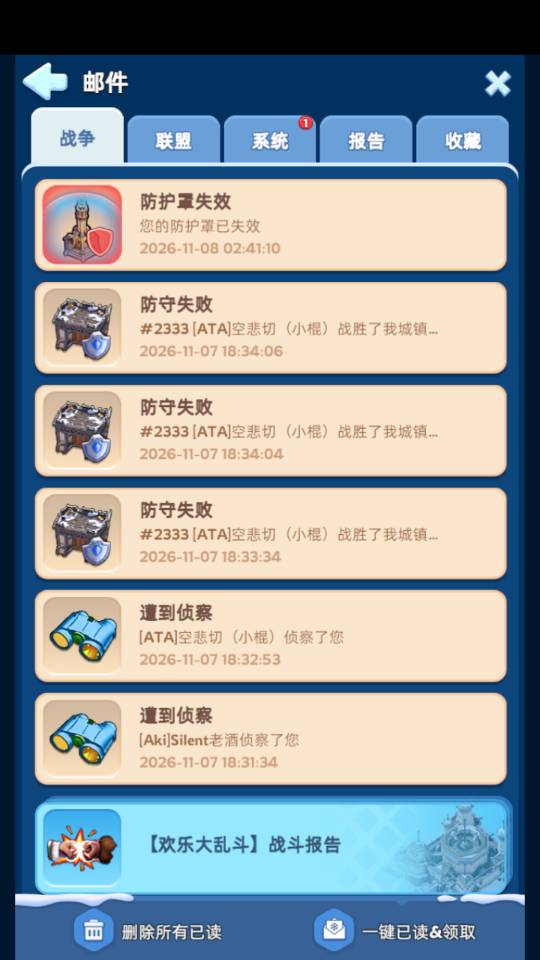 邮件
战争
联盟
系统
1
报告
收藏
防护罩失效
您的防护罩已失效
2026-11-08 02:41:10
防守失败
#2333 [ATA]空悲切（小棍）战胜了我城镇...
2026-11-07 18:34:06
防守失败
#2333 [ATA]空悲切（小棍）战胜了我城镇...
2026-11-07 18:34:04
防守失败
#2333 [ATA]空悲切（小棍）战胜了我城镇...
2026-11-07 18:33:34
遭到侦察
[ATA]空悲切（小棍）侦察了您
2026-11-07 18:32:53
遭到侦察
[Aki]Silent老酒侦察了您
2026-11-07 18:31:34
【欢乐大乱斗】战斗报告
删除所有已读
一键已读&领取